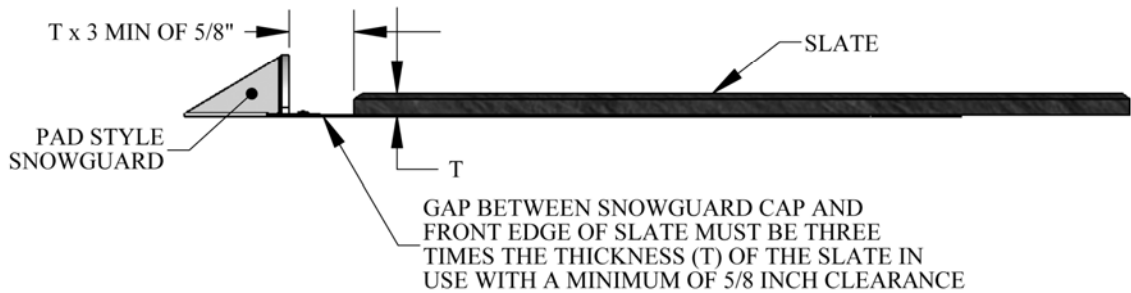 T x 3 MIN OF 5/8"
SLATE
PAD STYLE
SNOWGUARD
T
GAP BETWEEN SNOWGUARD CAP AND
FRONT EDGE OF SLATE MUST BE THREE
TIMES THE THICKNESS (T) OF THE SLATE IN
USE WITH A MINIMUM OF 5/8 INCH CLEARANCE